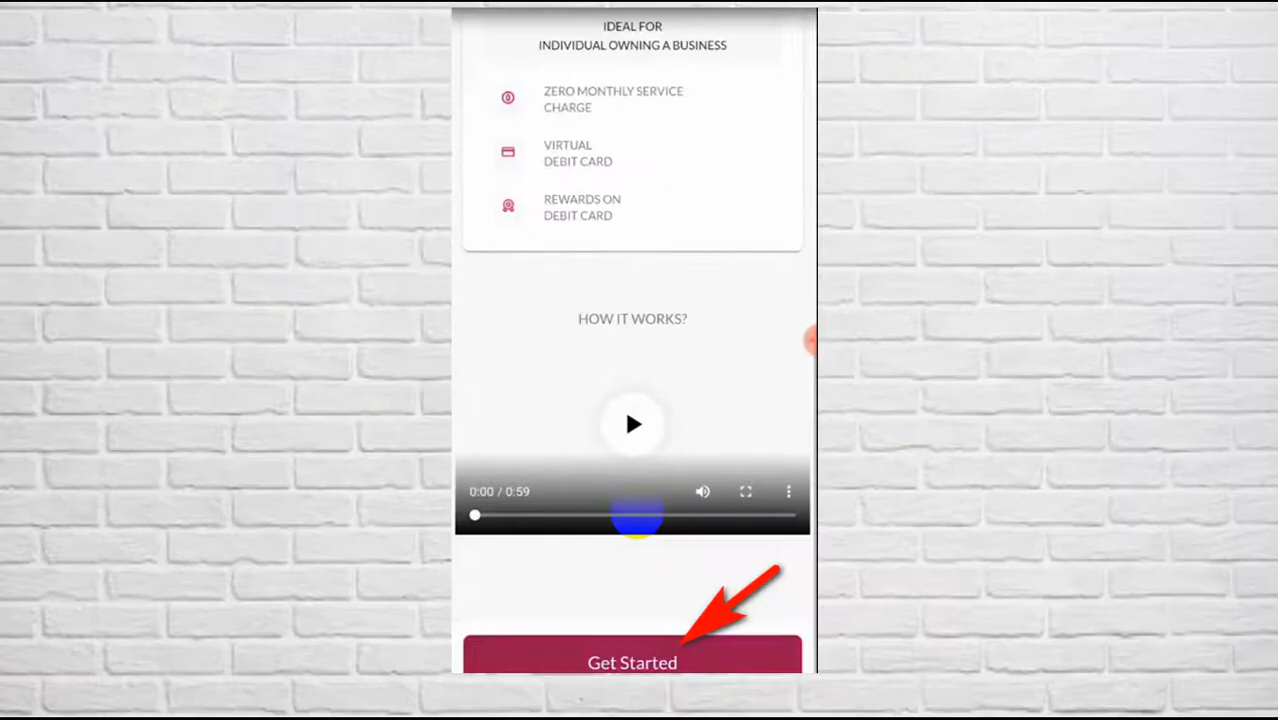 IDEAL FOR
INDIVIDUAL OWNING A BUSINESS
ZERO MONTHLY SERVICE
CHARGE
VIRTUAL
DEBIT CARD
REWARDS ON
DEBIT CARD
HOW IT WORKS?
0:00 / 0:59
Get Started